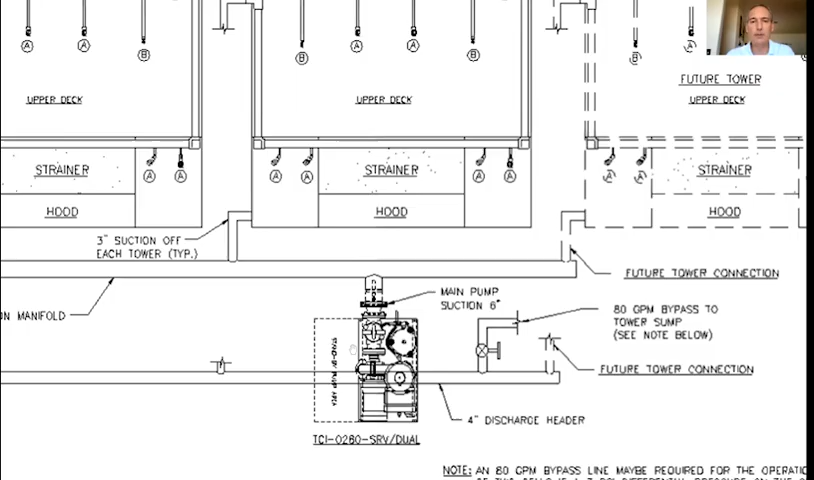 A A B B A A B B A
FUTURE TOWER
UPPER DECK UPPER DECK UPPER DECK
STRAINER STRAINER STRAINER
A A A A A A A A
HOOD HOOD HOOD
3" SUCTION OFF
EACH TOWER (TYP.)
FUTURE TOWER CONNECTION
MAIN PUMP
SUCTION 6"
ON MANIFOLD
80 GPM BYPASS TO
TOWER SUMP
(SEE NOTE BELOW)
FUTURE TOWER CONNECTION
4" DISCHARGE HEADER
TCI-0260-SRV/DUAL
NOTE: AN 80 GPM BYPASS LINE MAYBE REQUIRED FOR THE OPERATIO